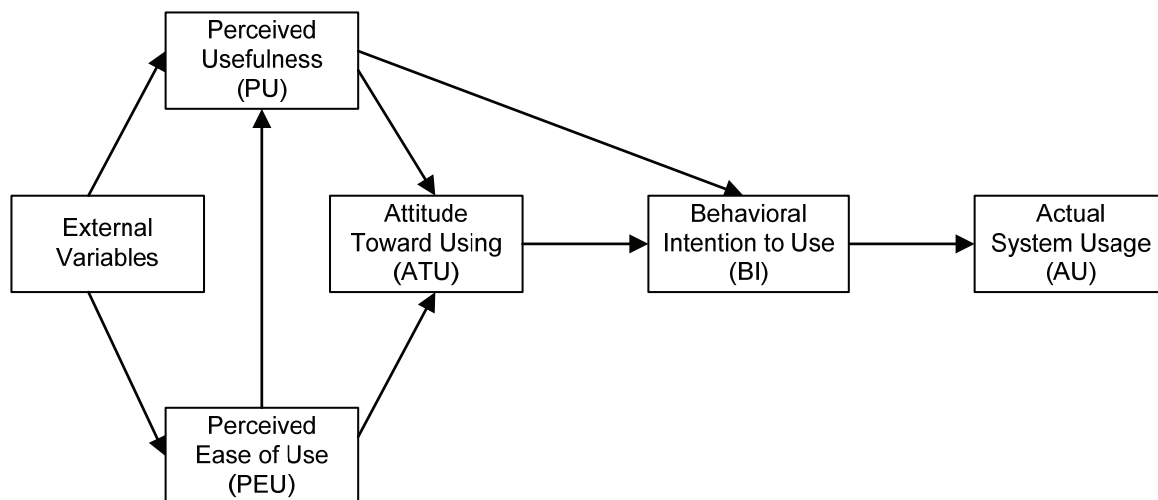 Perceived
Usefulness
(PU)
External
Variables
Attitude
Toward Using
(ATU)
Behavioral
Intention to Use
(BI)
Actual
System Usage
(AU)
Perceived
Ease of Use
(PEU)